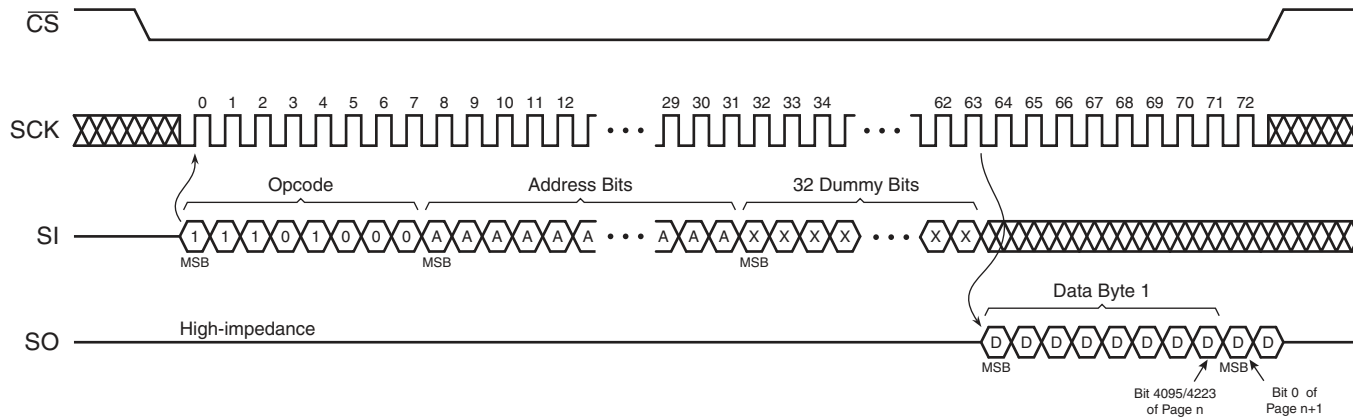 CS
0 1 2 3 4 5 6 7 8 9 10 11 12 29 30 31 32 33 34 62 63 64 65 66 67 68 69 70 71 72
SCK
Opcode Address Bits 32 Dummy Bits
SI 1 1 1 0 1 0 0 0 A A A A A A A A A X X X X X X
MSB MSB MSB
Data Byte 1
High-impedance
SO D D D D D D D D D D
MSB MSB
Bit 4095/4223
of Page n
Bit 0 of
Page n+1